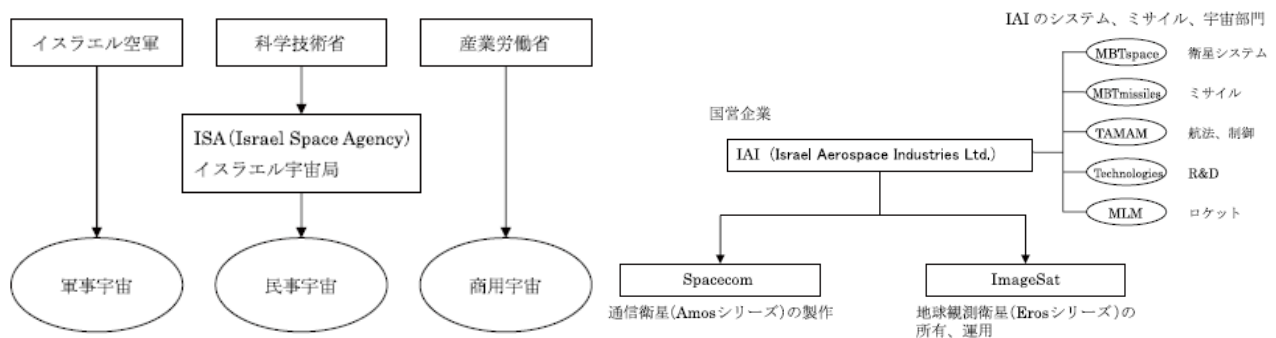 イスラエル空軍
科学技術省
産業労働省
ISA (Israel Space Agency)
イスラエル宇宙局
軍事宇宙
民事宇宙
商用宇宙
IAI のシステム、ミサイル、宇宙部門
MBTspace 衛星システム
MBTmissiles ミサイル
TAMAM 航法、制御
Technologies R&D
MLM ロケット
国営企業
IAI (Israel Aerospace Industries Ltd.)
Spacecom
通信衛星(Amosシリーズ)の製作
ImageSat
地球観測衛星(Erosシリーズ)の
所有、運用